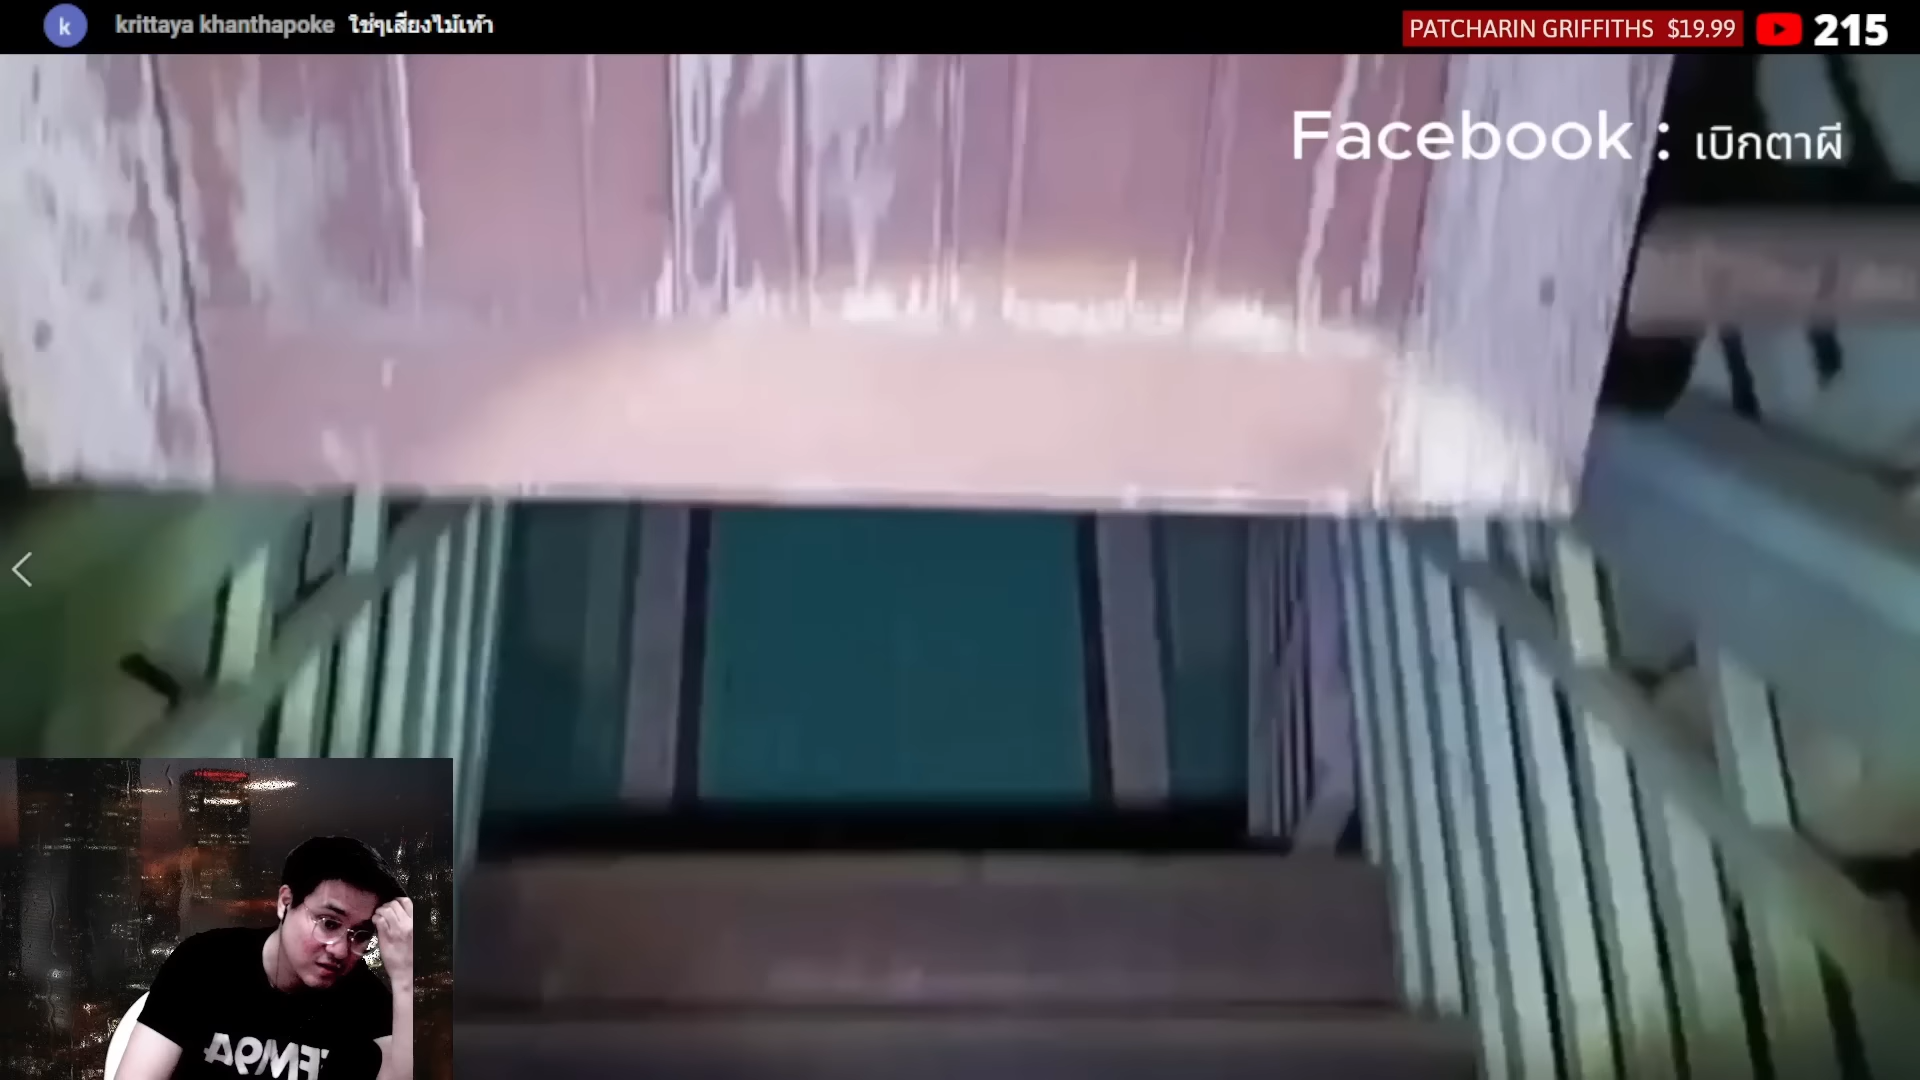 k krittaya khanthapoke ใช่ๆเสียงไม้เท้า
PATCHARIN GRIFFITHS $19.99 215
Facebook : เบิกตาผี